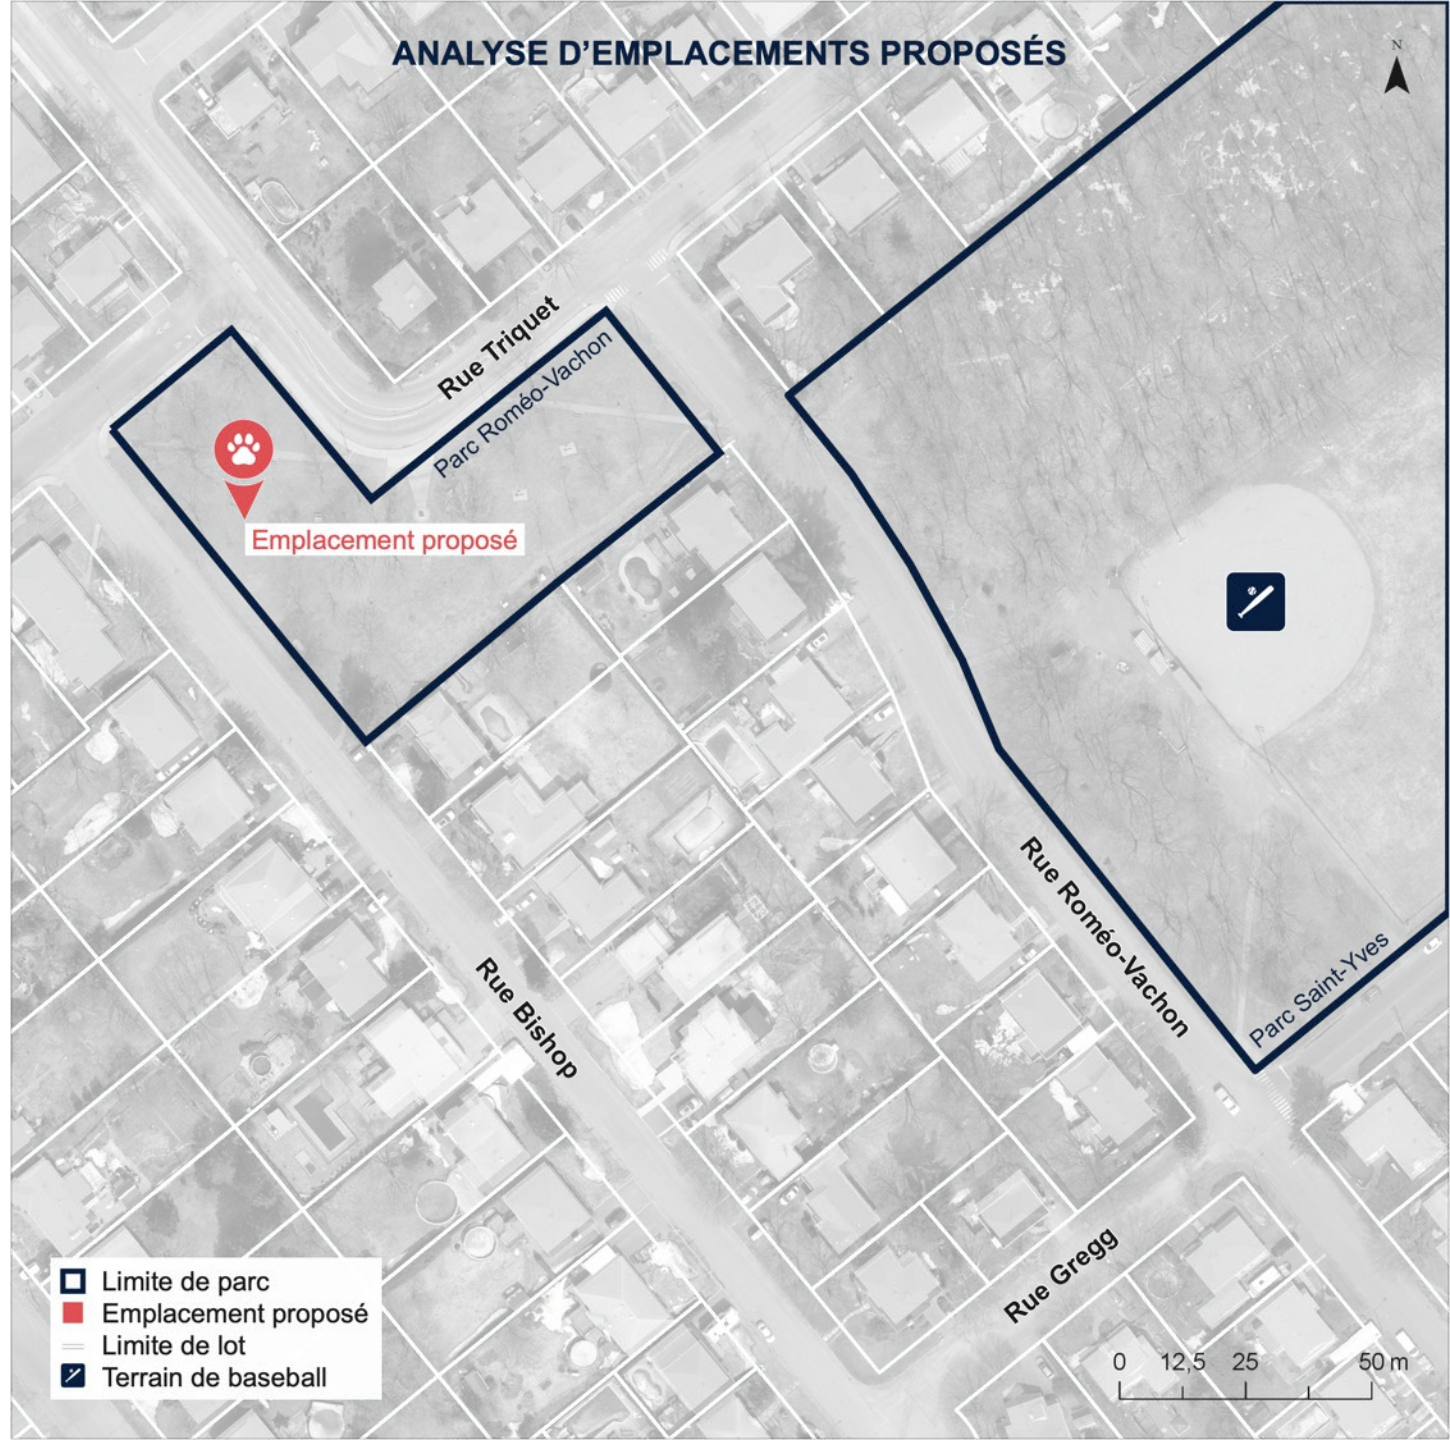 ANALYSE D’EMPLACEMENTS PROPOSÉS
N
Rue Triquet
Parc Roméo-Vachon
Emplacement proposé
Rue Roméo-Vachon
Parc Saint-Yves
Rue Bishop
Rue Gregg
Limite de parc
Emplacement proposé
Limite de lot
Terrain de baseball
0 12,5 25 50 m